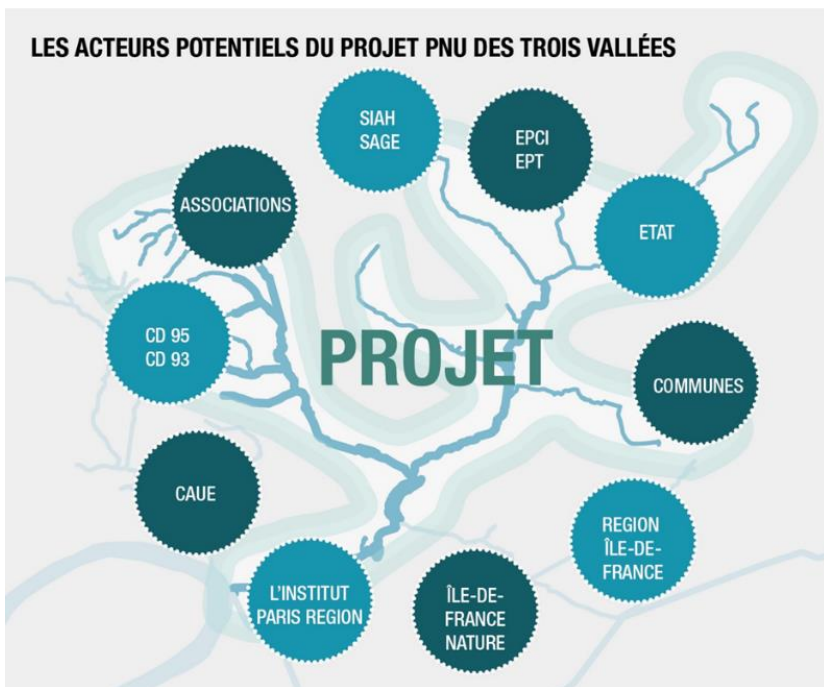 LES ACTEURS POTENTIELS DU PROJET PNU DES TROIS VALLÉES
SIAH
SAGE
EPCI
EPT
ASSOCIATIONS
ETAT
CD 95
CD 93
PROJET
COMMUNES
CAUE
REGION
ÎLE-DE-
FRANCE
L'INSTITUT
PARIS REGION
ÎLE-DE-
FRANCE
NATURE